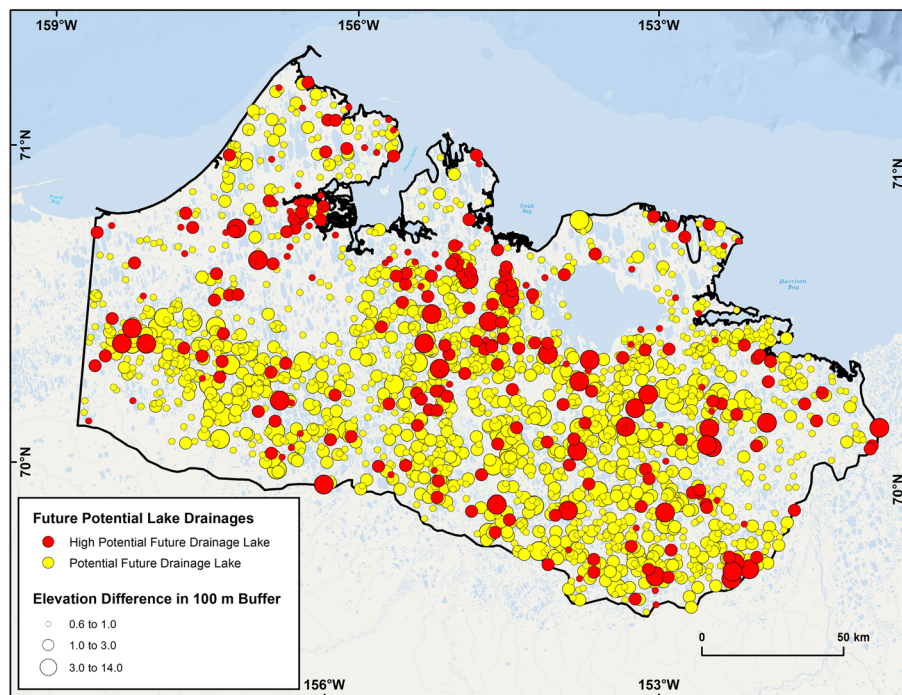 159°W 156°W 153°W
71°N
71°N
Smith
Bay
Harrison
Bay
70°N
70°N
Future Potential Lake Drainages
High Potential Future Drainage Lake
Potential Future Drainage Lake
Elevation Difference in 100 m Buffer
0.6 to 1.0
1.0 to 3.0
3.0 to 14.0
0 50 km
156°W 153°W